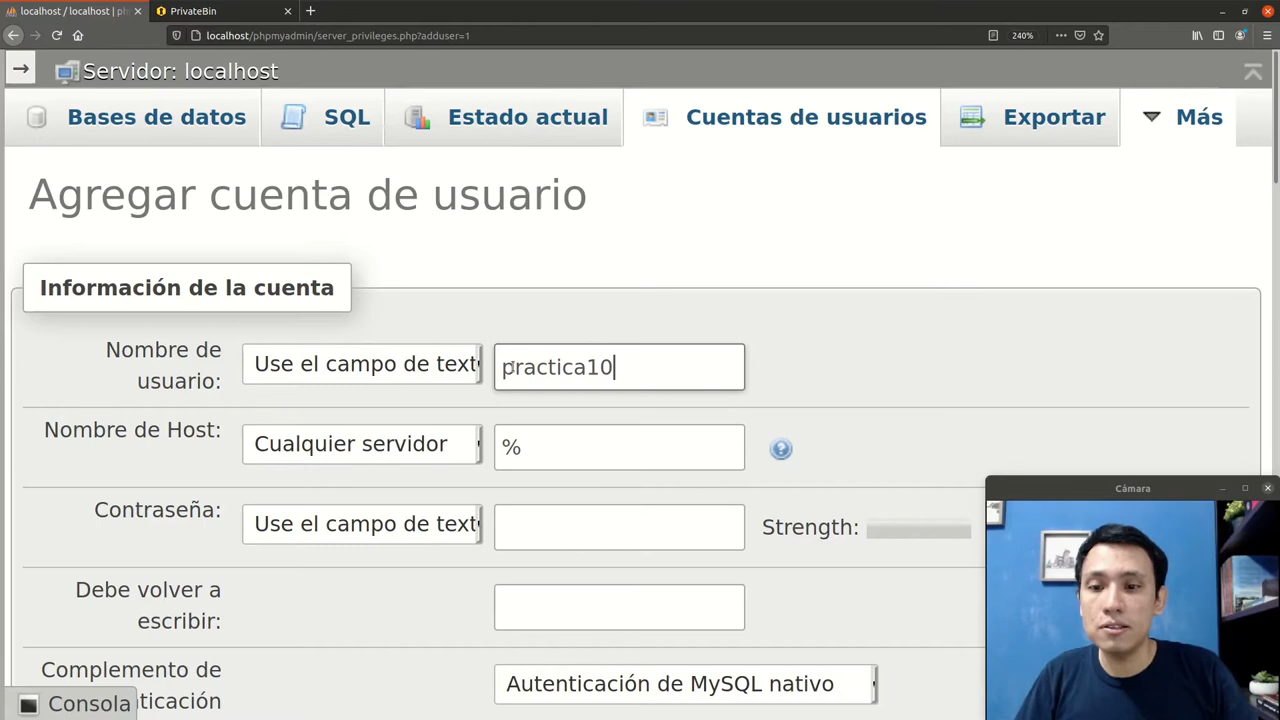 localhost / localhost | ph
PrivateBin
localhost/phpmyadmin/server_privileges.php?adduser=1
240%
Servidor: localhost
Bases de datos
SQL
Estado actual
Cuentas de usuarios
Exportar
Más
Agregar cuenta de usuario
Información de la cuenta
Nombre de
usuario:
Use el campo de text
practica10
Nombre de Host:
Cualquier servidor
%
Contraseña:
Use el campo de text
Strength:
Cámara
Debe volver a
escribir:
Complemento de
ticación
Autenticación de MySQL nativo
Consola